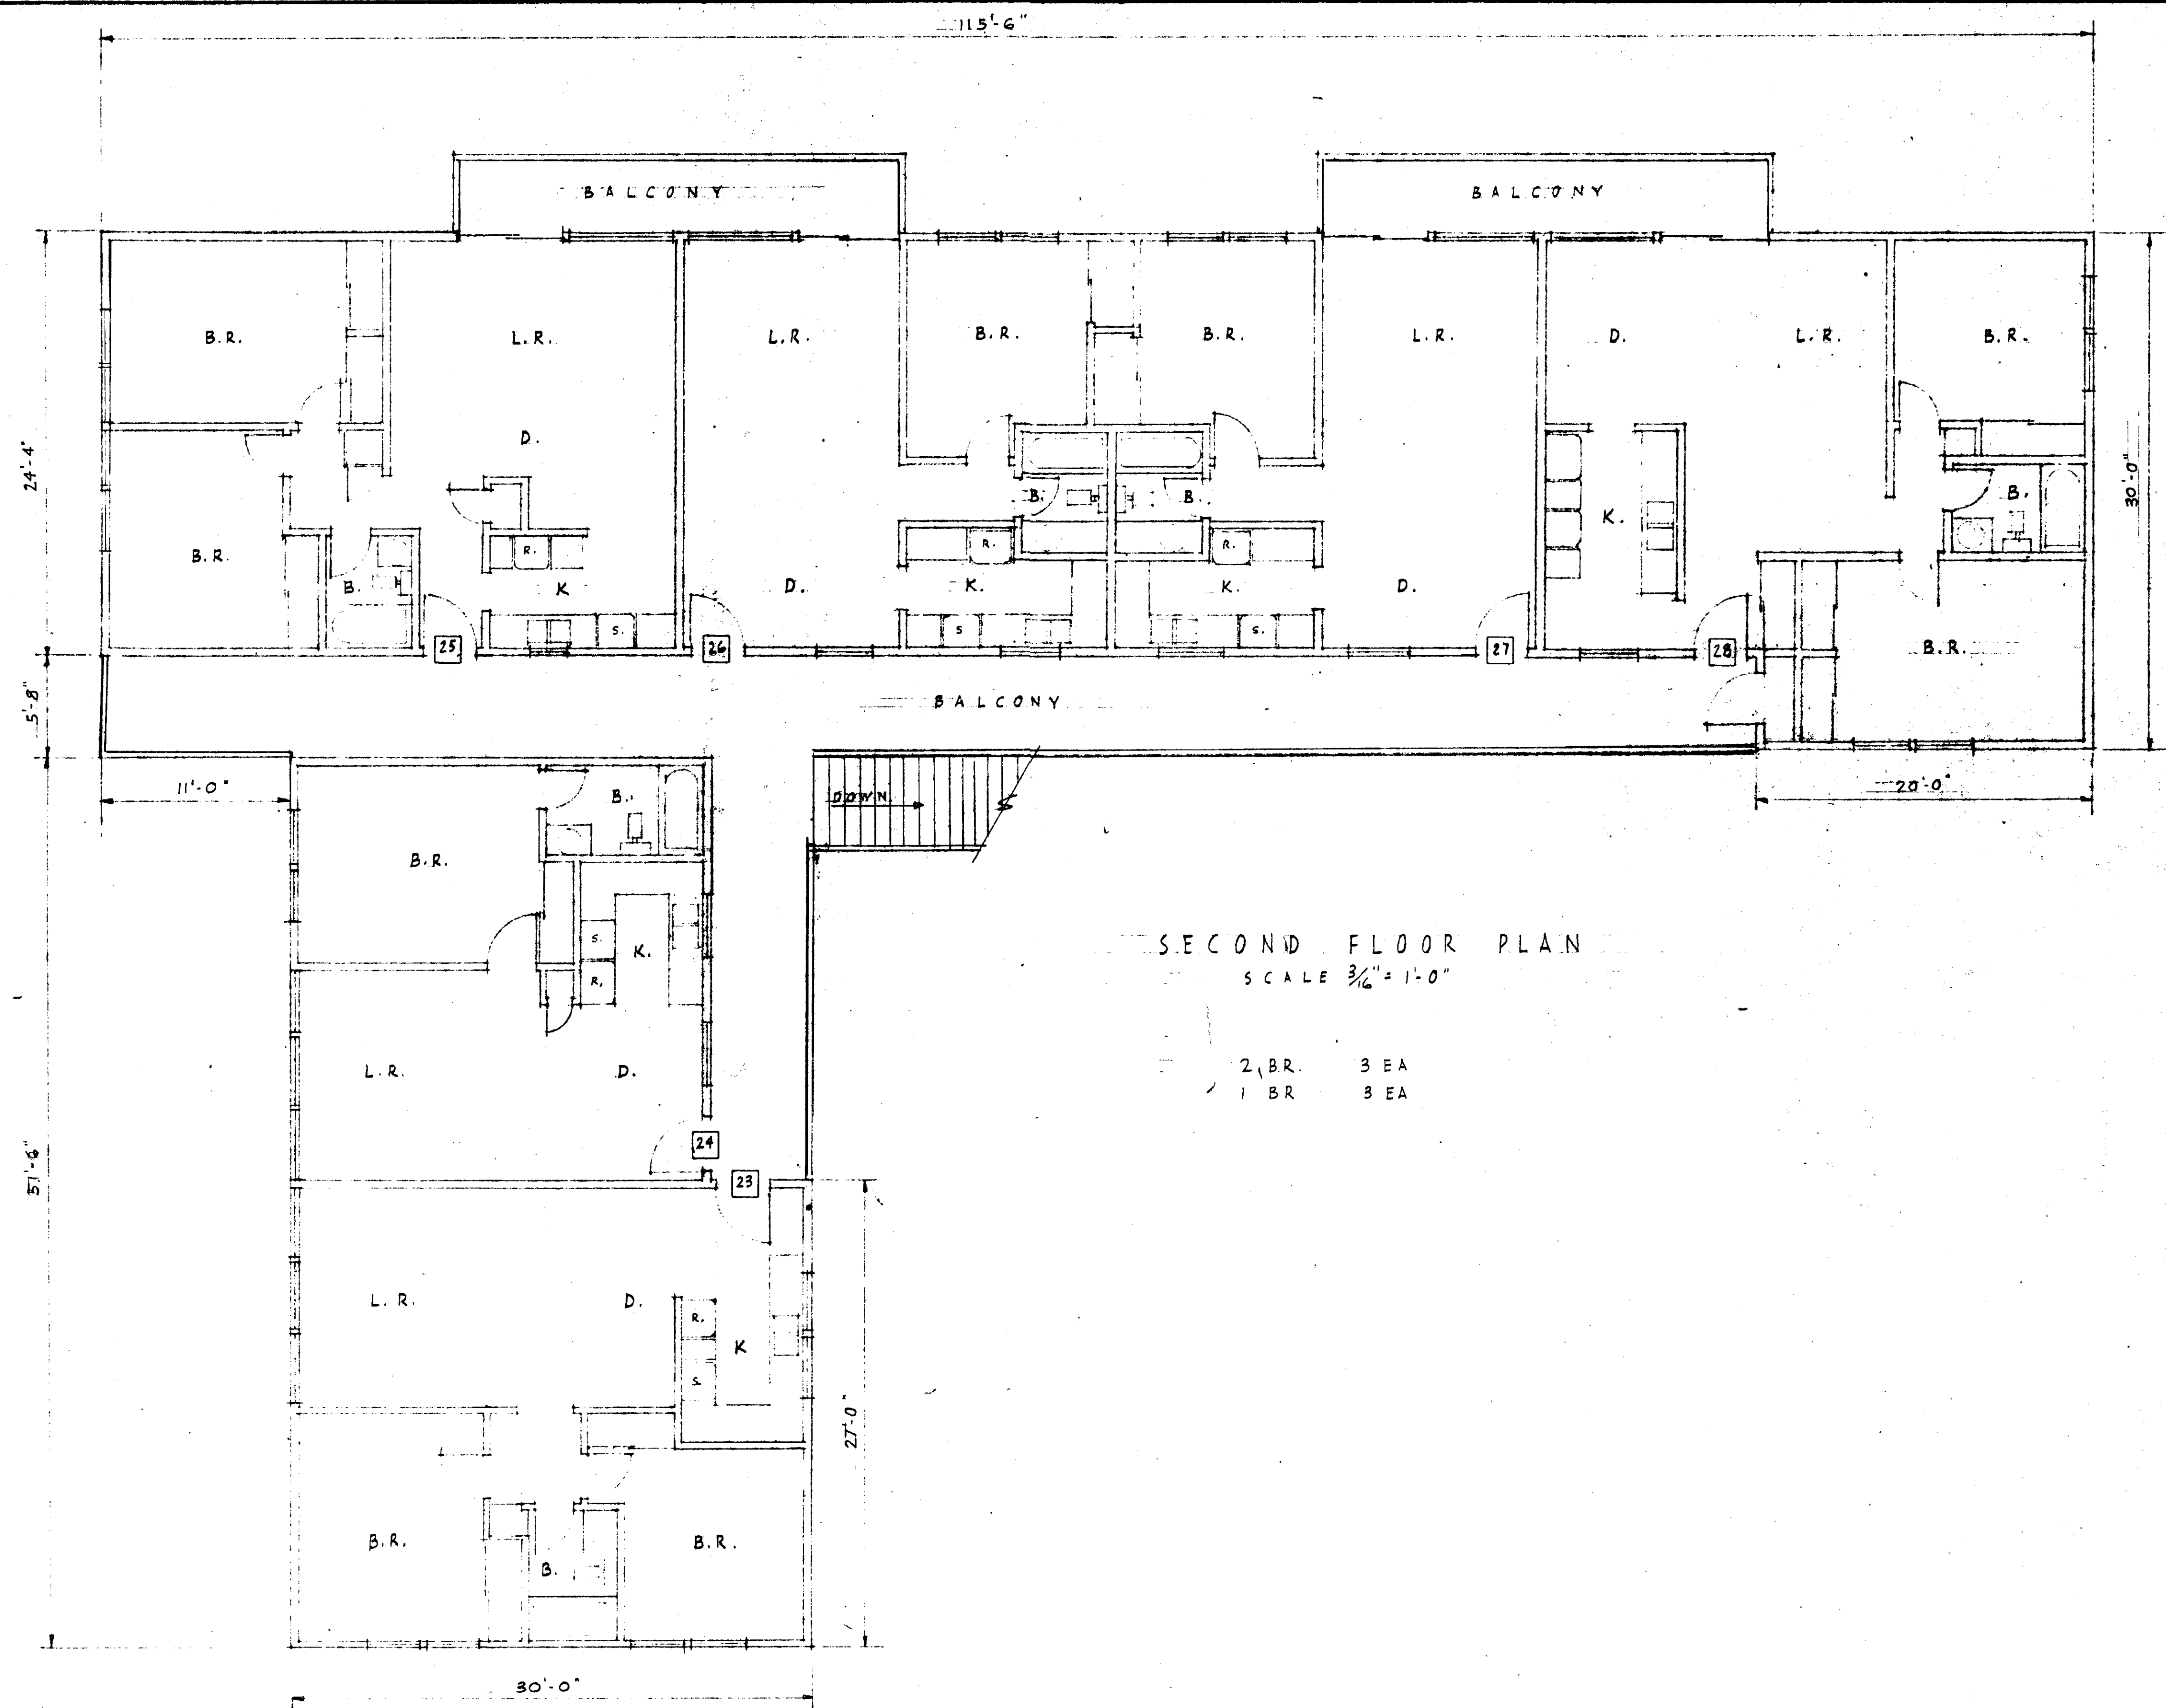 115'-6"
BALCONY
BALCONY
B.R.
L.R.
L.R.
B.R.
B.R.
L.R.
D.
L.R.
B.R.
24'-4"
D.
30'-0"
B.
B.
B.
K.
B.R.
R.
R.
R.
B.
K
D.
K.
K.
D.
S.
S
S.
25
26
27
28
B.R.
5'-8"
BALCONY
11'-0"
DOWN
20'-0"
B.
B.R.
S.
K.
R.
SECOND FLOOR PLAN
SCALE 3/16" = 1'-0"
L.R.
D.
2 B.R. 3 EA
1 BR 3 EA
24
51'-6"
23
L.R.
D.
R.
K
S
27'-0"
B.R.
B.
B.R.
30'-0"